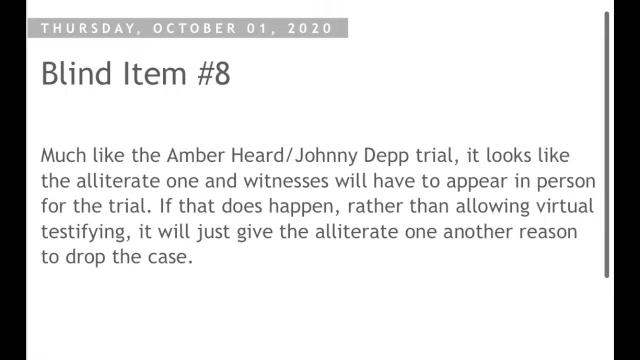 THURSDAY, OCTOBER 01, 2020
Blind Item #8
Much like the Amber Heard/Johnny Depp trial, it looks like
the alliterate one and witnesses will have to appear in person
for the trial. If that does happen, rather than allowing virtual
testifying, it will just give the alliterate one another reason
to drop the case.